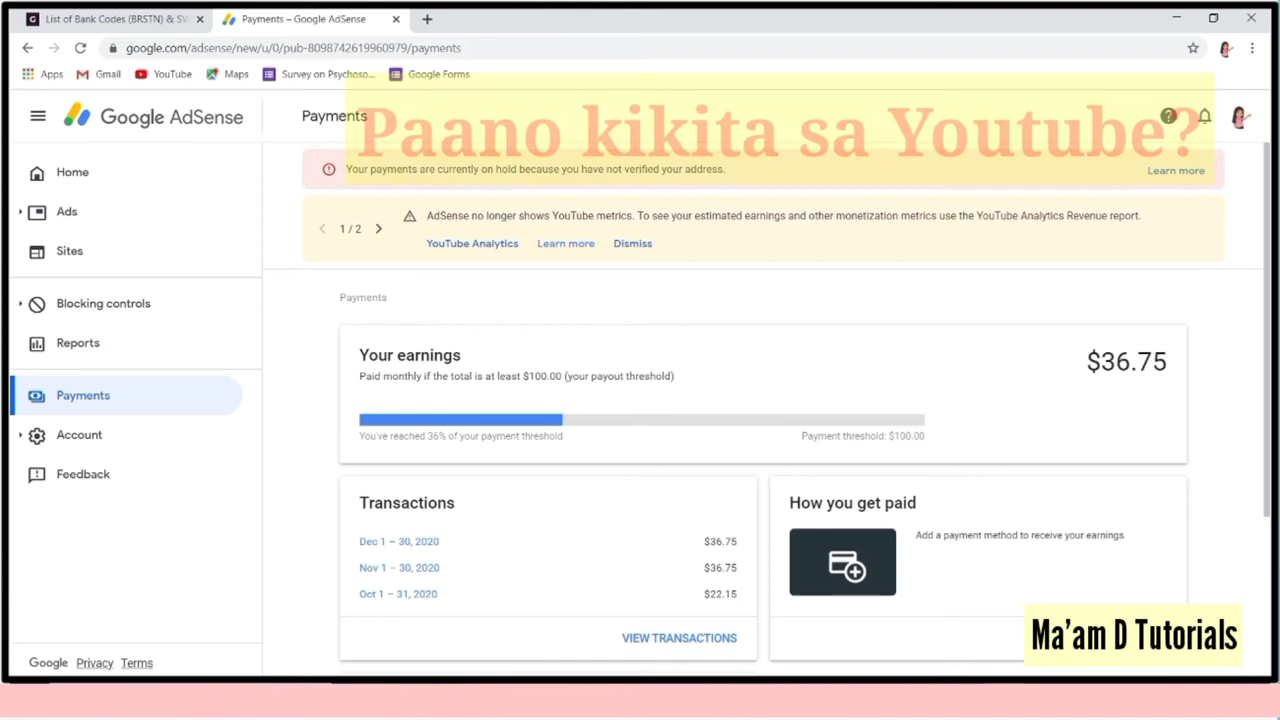 List of Bank Codes (BRSTN) & SW
Payments – Google AdSense
google.com/adsense/new/u/0/pub-8098742619960979/payments
Apps
Gmail
YouTube
Maps
Survey on Psychoso...
Google Forms
Google AdSense
Payments
Paano kikita sa Youtube?
Your payments are currently on hold because you have not verified your address.
Learn more
1 / 2
AdSense no longer shows YouTube metrics. To see your estimated earnings and other monetization metrics use the YouTube Analytics Revenue report.
YouTube Analytics Learn more Dismiss
Home
Ads
Sites
Blocking controls
Reports
Payments
Account
Feedback
Google Privacy Terms
Payments
Your earnings
$36.75
Paid monthly if the total is at least $100.00 (your payout threshold)
You've reached 36% of your payment threshold
Payment threshold: $100.00
Transactions
Dec 1 – 30, 2020 $36.75
Nov 1 – 30, 2020 $36.75
Oct 1 – 31, 2020 $22.15
VIEW TRANSACTIONS
How you get paid
Add a payment method to receive your earnings
Ma'am D Tutorials